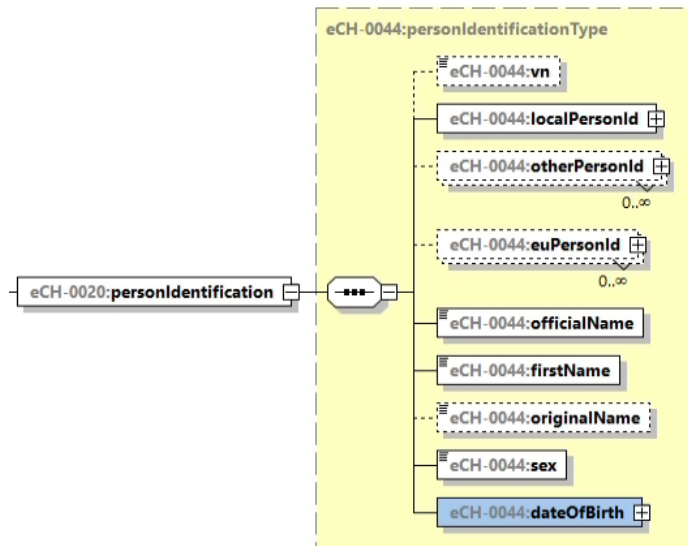 eCH-0044:personIdentificationType
eCH-0044:vn
eCH-0044:localPersonId
eCH-0044:otherPersonId
0..∞
eCH-0044:euPersonId
0..∞
eCH-0020:personIdentification
eCH-0044:officialName
eCH-0044:firstName
eCH-0044:originalName
eCH-0044:sex
eCH-0044:dateOfBirth